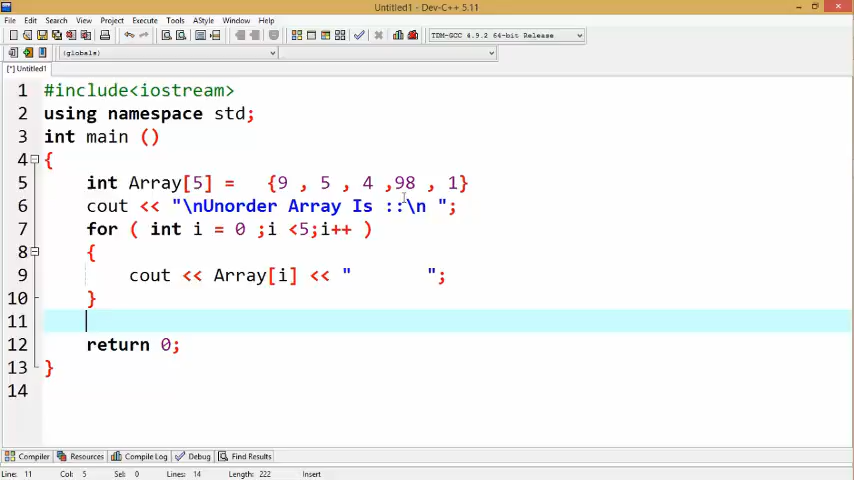 Untitled1 - Dev-C++ 5.11
File Edit Search View Project Execute Tools AStyle Window Help
TDM-GCC 4.9.2 64-bit Release
(globals)
[*] Untitled1
1 #include<iostream>
2 using namespace std;
3 int main ()
4 {
5 int Array[5] = {9 , 5 , 4 ,98 , 1}
6 cout << "\nUnorder Array Is ::\n ";
7 for ( int i = 0 ;i <5;i++ )
8 {
9 cout << Array[i] << " ";
10 }
11
12 return 0;
13 }
14
Compiler Resources Compile Log Debug Find Results
Line: 11 Col: 5 Sel: 0 Lines: 14 Length: 222 Insert